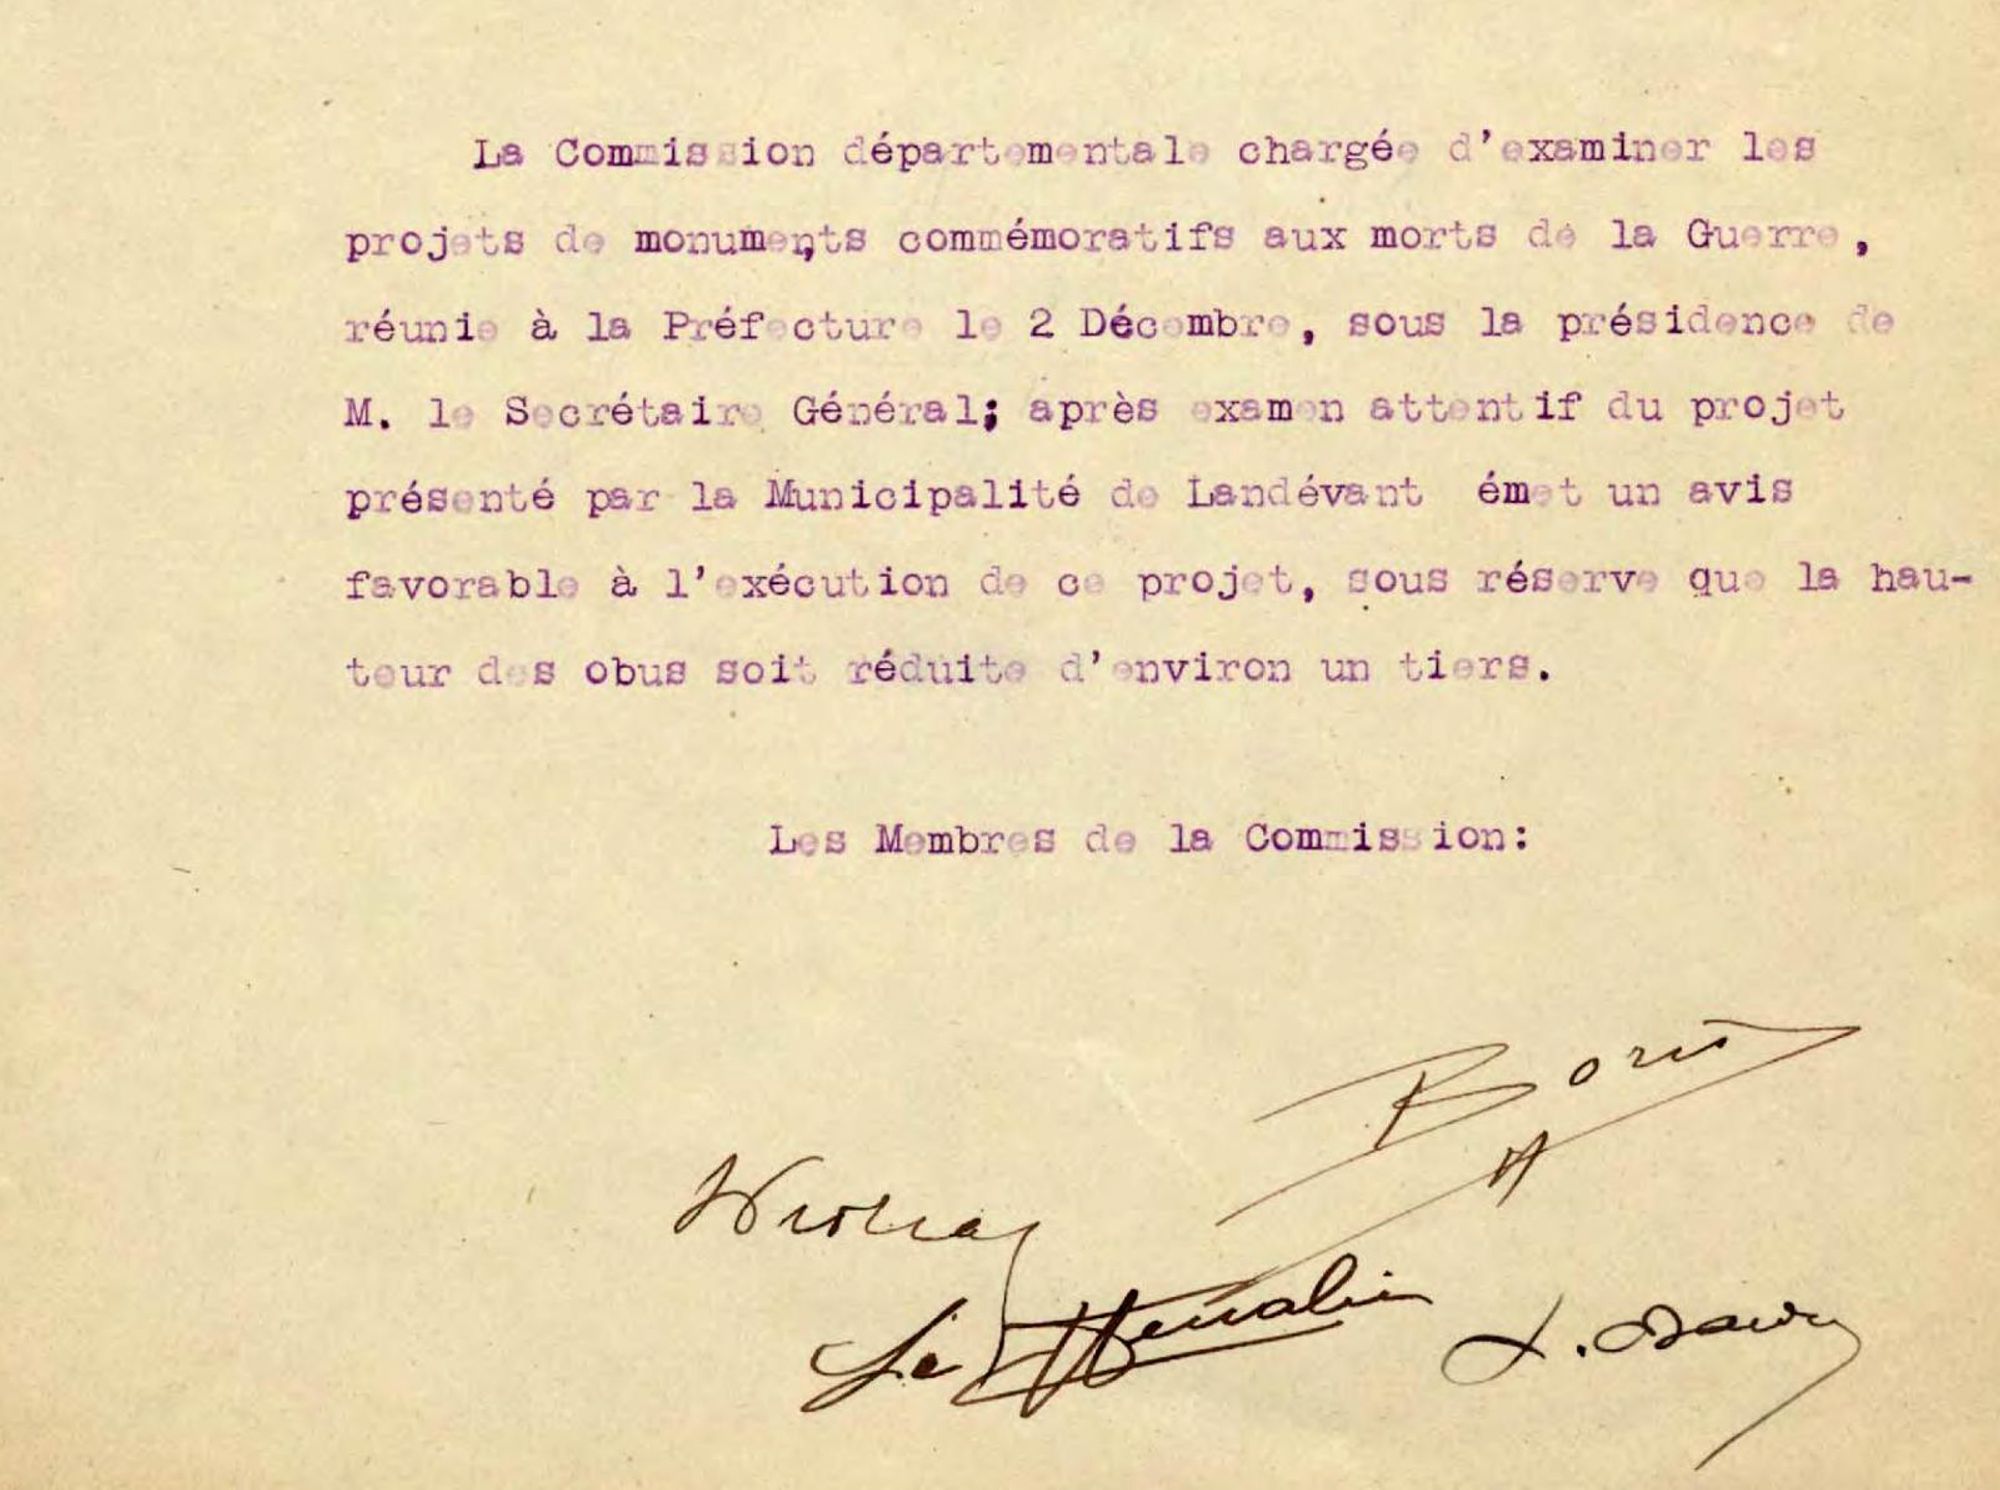 La Commission départementale chargée d'examiner les
projets de monuments commémoratifs aux morts de la Guerre,
réunie à la Préfecture le 2 Décembre, sous la présidence de
M. le Secrétaire Général; après examen attentif du projet
présenté par la Municipalité de Landévant émet un avis
favorable à l'exécution de ce projet, sous réserve que la hau-
teur des obus soit réduite d'environ un tiers.
Les Membres de la Commission: